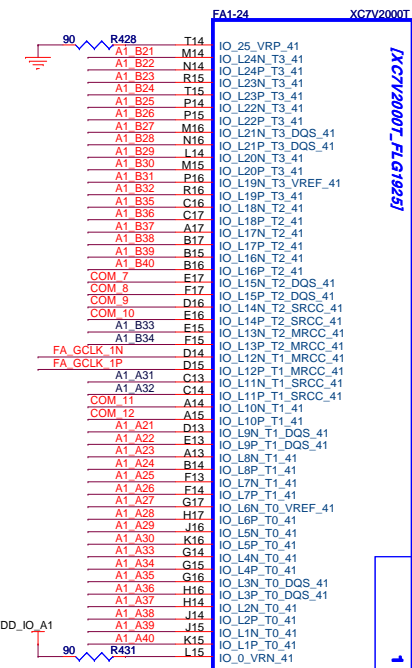 FA1-24 XC7V2000T
90 R428 T14 IO_25_VRP_41
A1_B21 M14 IO_L24N_T3_41
A1_B22 N14 IO_L24P_T3_41
A1_B23 R15 IO_L23N_T3_41
A1_B24 T15 IO_L23P_T3_41
A1_B25 P14 IO_L22N_T3_41
A1_B26 P15 IO_L22P_T3_41
A1_B27 M16 IO_L21N_T3_DQS_41
A1_B28 N16 IO_L21P_T3_DQS_41
A1_B29 L14 IO_L20N_T3_41
A1_B30 M15 IO_L20P_T3_41
A1_B31 P16 IO_L19N_T3_VREF_41
A1_B32 R16 IO_L19P_T3_41
A1_B35 C16 IO_L18N_T2_41
A1_B36 C17 IO_L18P_T2_41
A1_B37 A17 IO_L17N_T2_41
A1_B38 B17 IO_L17P_T2_41
A1_B39 B15 IO_L16N_T2_41
A1_B40 B16 IO_L16P_T2_41
COM_7 E17 IO_L15N_T2_DQS_41
COM_8 F17 IO_L15P_T2_DQS_41
COM_9 D16 IO_L14N_T2_SRCC_41
COM_10 E16 IO_L14P_T2_SRCC_41
A1_B33 E15 IO_L13N_T2_MRCC_41
A1_B34 F15 IO_L13P_T2_MRCC_41
FA_GCLK_1N D14 IO_L12N_T1_MRCC_41
FA_GCLK_1P D15 IO_L12P_T1_MRCC_41
A1_A31 C13 IO_L11N_T1_SRCC_41
A1_A32 C14 IO_L11P_T1_SRCC_41
COM_11 A14 IO_L10N_T1_41
COM_12 A15 IO_L10P_T1_41
A1_A21 D13 IO_L9N_T1_DQS_41
A1_A22 E13 IO_L9P_T1_DQS_41
A1_A23 A13 IO_L8N_T1_41
A1_A24 B14 IO_L8P_T1_41
A1_A25 F13 IO_L7N_T1_41
A1_A26 F14 IO_L7P_T1_41
A1_A27 G17 IO_L6N_T0_VREF_41
A1_A28 H17 IO_L6P_T0_41
A1_A29 J16 IO_L5N_T0_41
A1_A30 K16 IO_L5P_T0_41
A1_A33 G14 IO_L4N_T0_41
A1_A34 G15 IO_L4P_T0_41
A1_A35 G16 IO_L3N_T0_DQS_41
A1_A36 H16 IO_L3P_T0_DQS_41
A1_A37 H14 IO_L2N_T0_41
A1_A38 J14 IO_L2P_T0_41
DD_IO_A1
A1_A39 J15 IO_L1N_T0_41
A1_A40 K15 IO_L1P_T0_41
90 R431 L15 IO_0_VRN_41
[XC7V2000T_FLG1925]
1